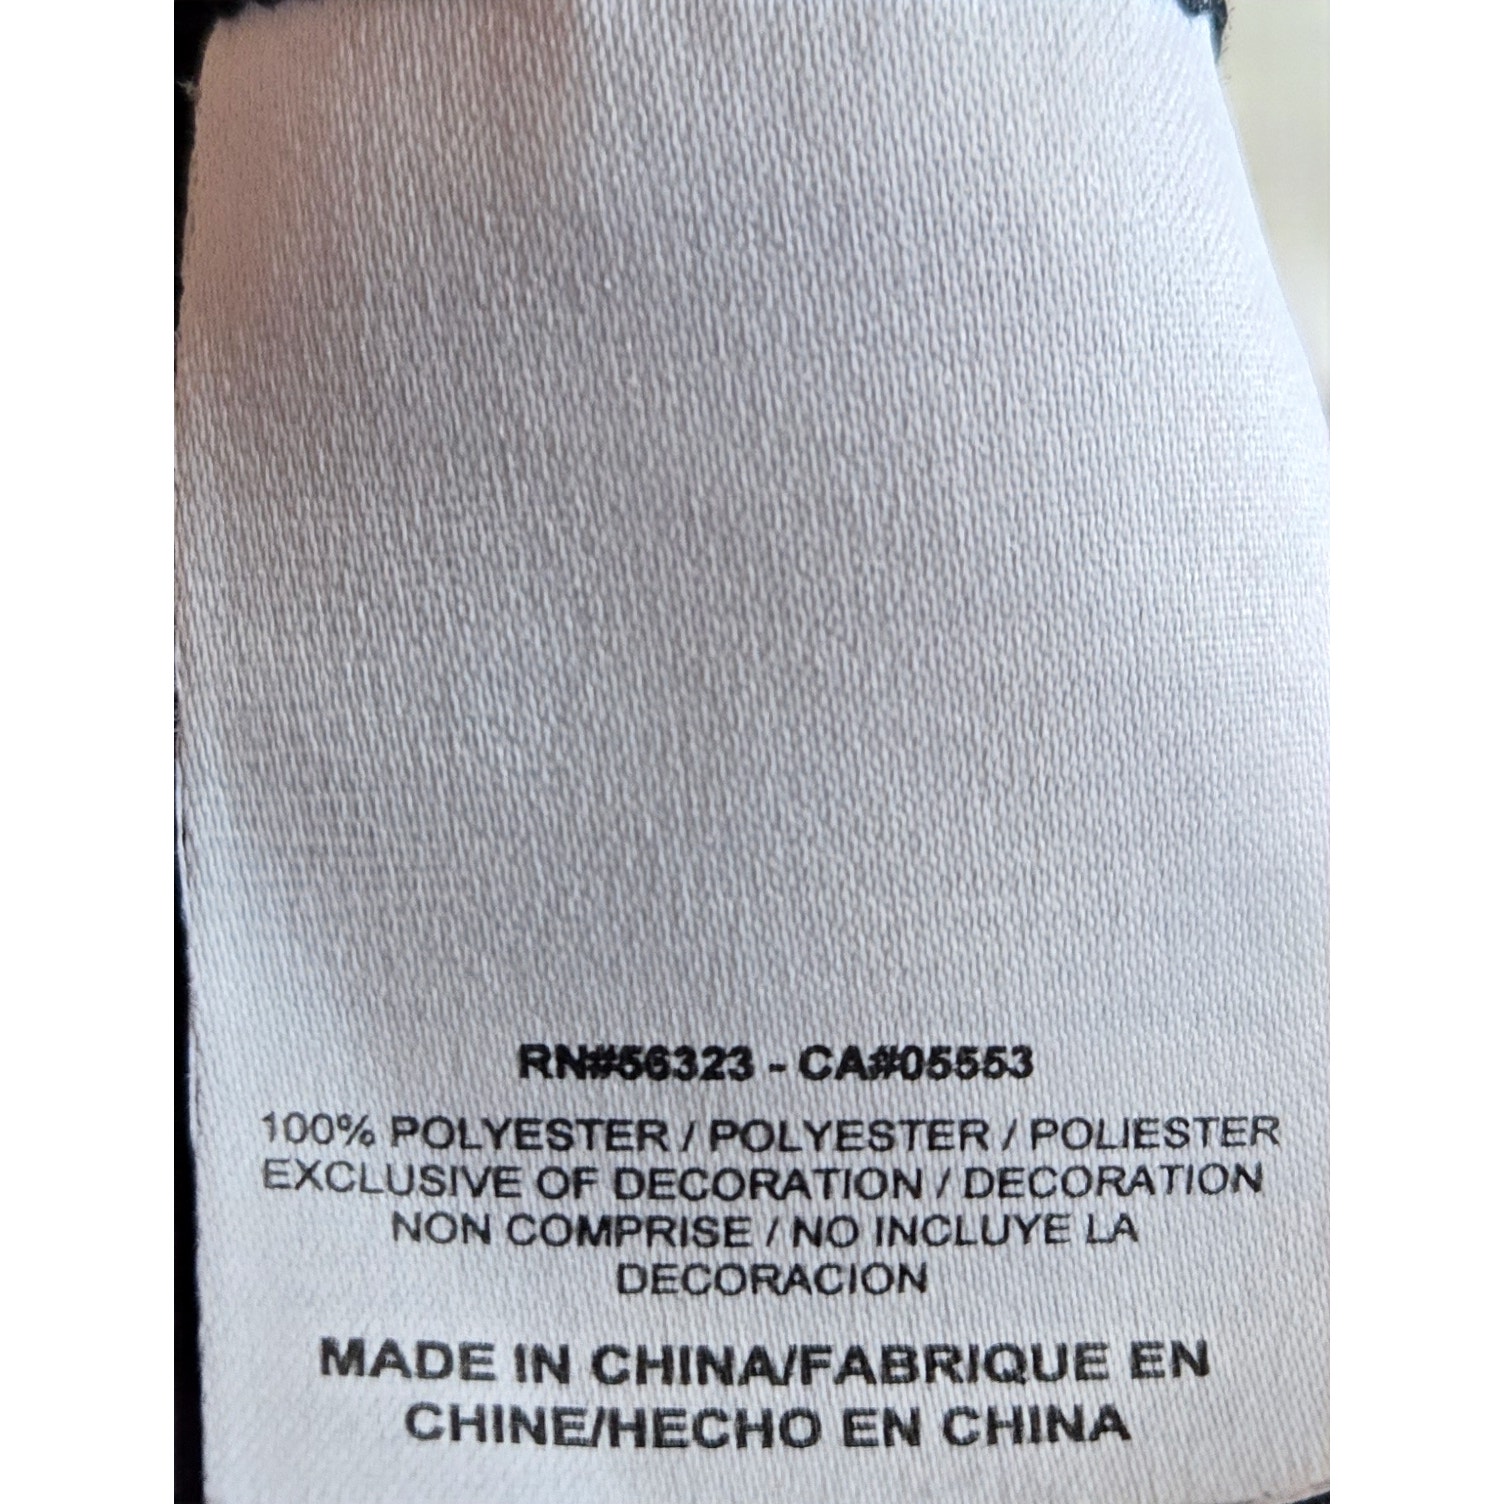 RN#56323 - CA#05553
100% POLYESTER / POLYESTER / POLIESTER
EXCLUSIVE OF DECORATION / DECORATION
NON COMPRISE / NO INCLUYE LA
DECORACION
MADE IN CHINA/FABRIQUE EN
CHINE/HECHO EN CHINA